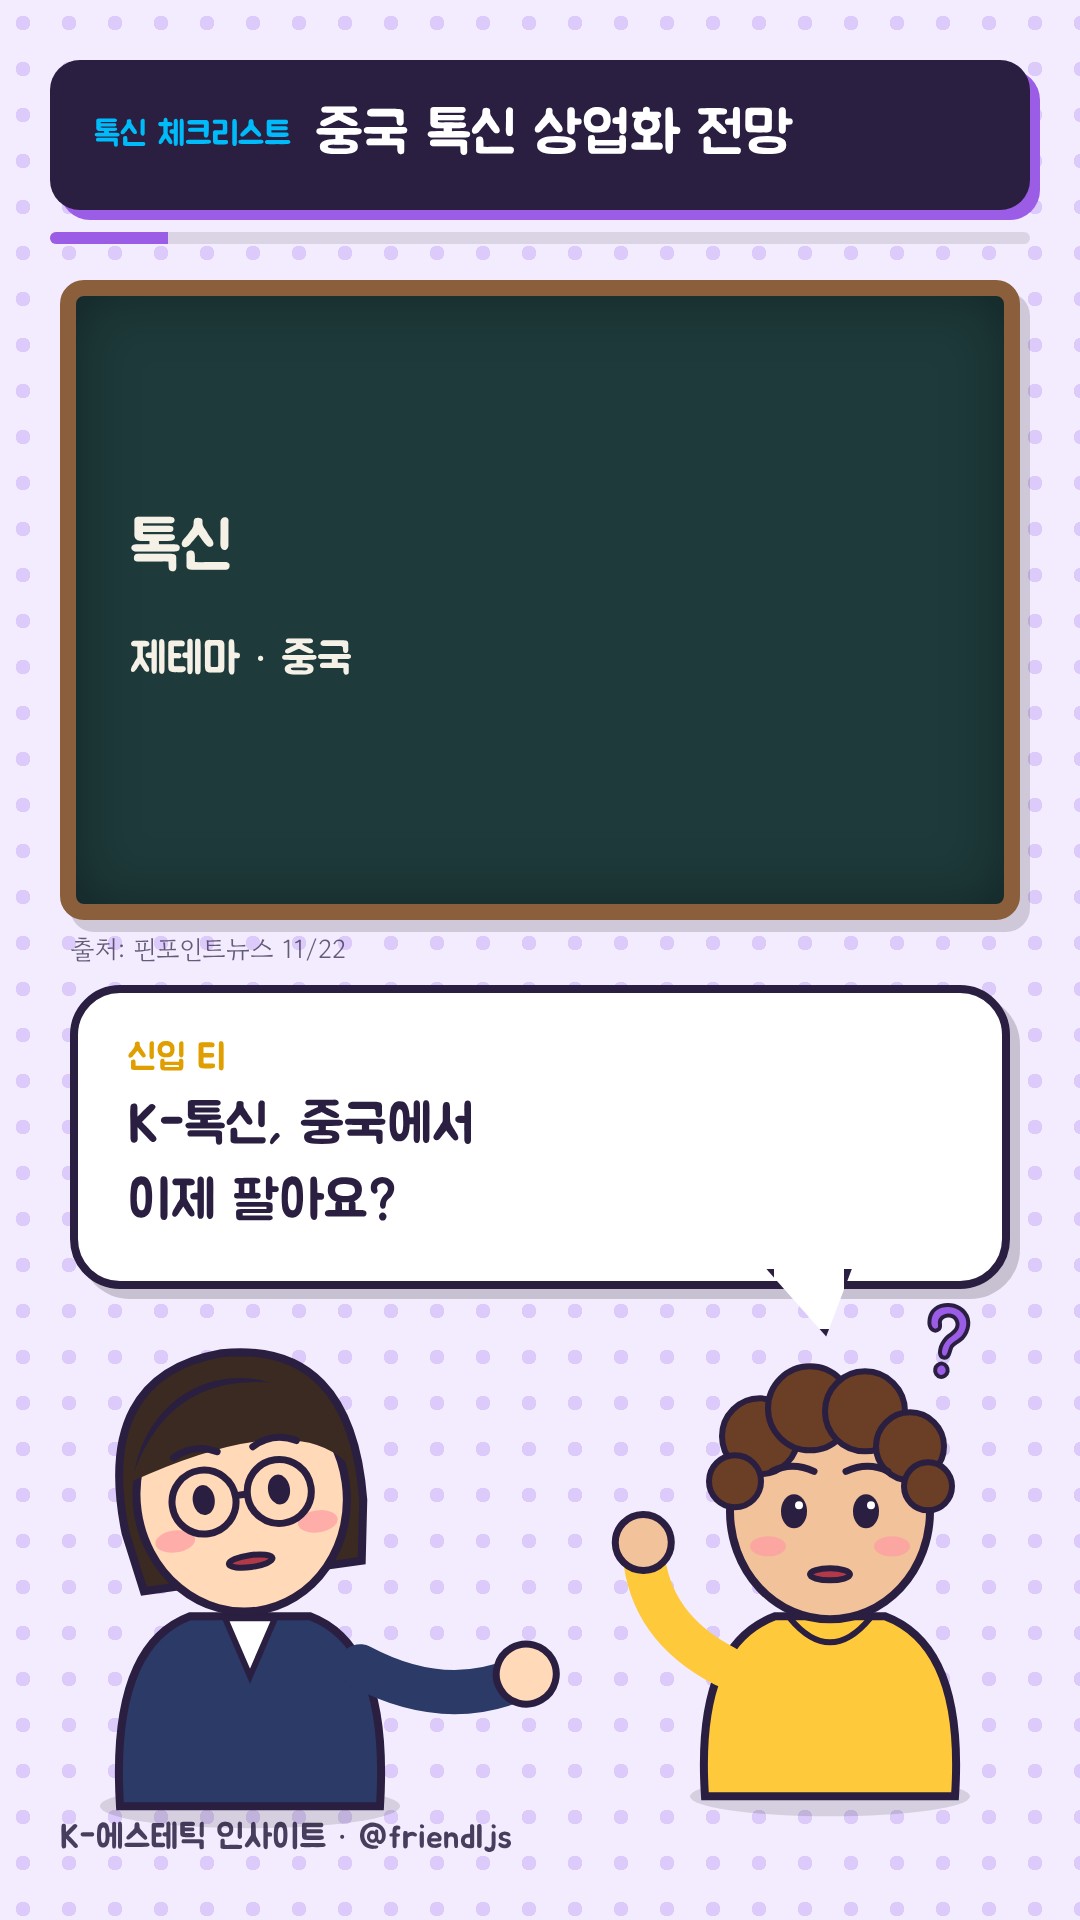 톡신 체크리스트 중국 톡신 상업화 전망
톡신
제테마 · 중국
출처: 핀포인트뉴스 11/22
신입 티
K-톡신, 중국에서
이제 팔아요?
?
K-에스테틱 인사이트 · @friendljs